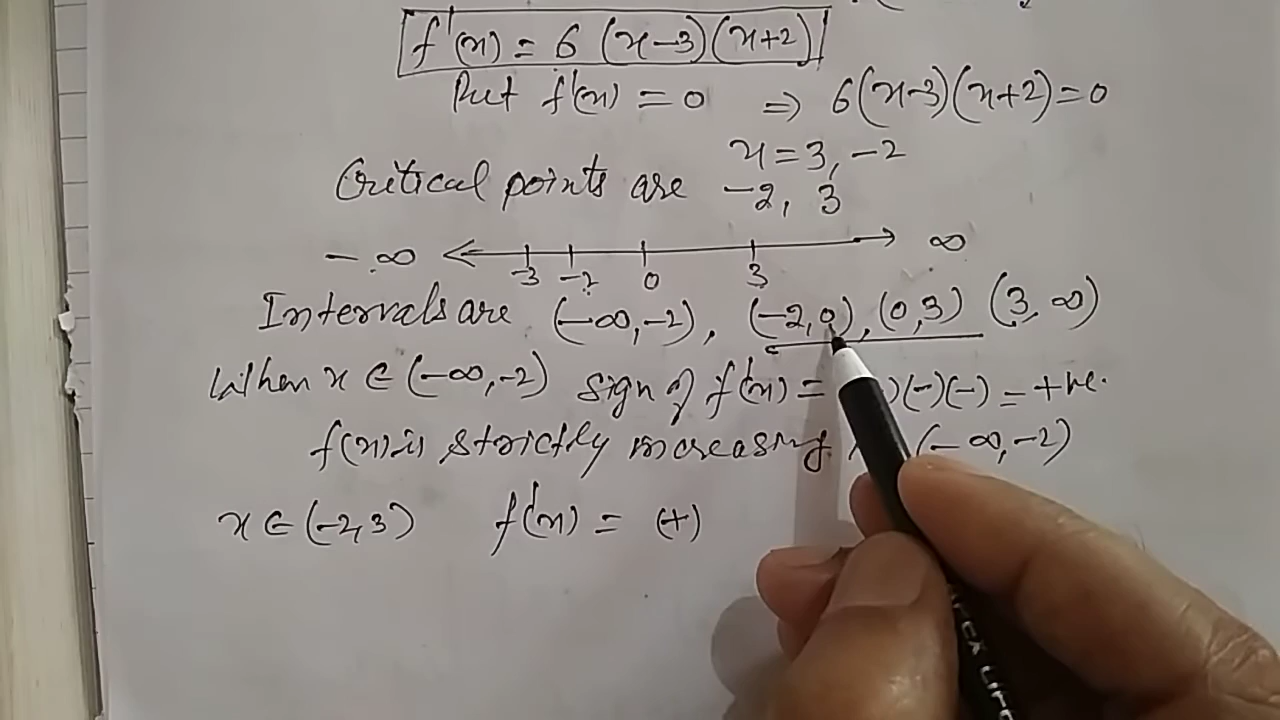 f'(x) = 6 (x-3)(x+2)
Put f'(x) = 0 ⇒ 6(x-3)(x+2)=0
x = 3, -2
Critical points are -2, 3
-∞ ∞
-3 -2 0 3
Intervals are (-∞,-2), (-2,0), (0,3) (3,∞)
When x ∈ (-∞,-2) sign of f'(x) = )(-)(-) = +ve.
f(x) is strictly increasing (-∞,-2)
x ∈ (-2,3) f'(x) = (+)